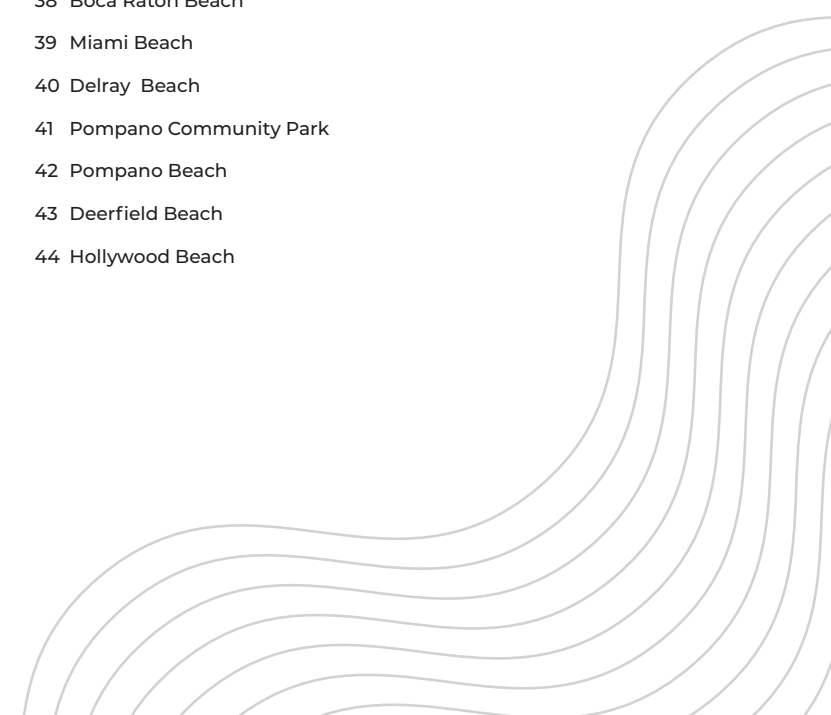 38 Boca Raton Beach
39 Miami Beach
40 Delray  Beach
41 Pompano Community Park
42 Pompano Beach
43 Deerfield Beach
44 Hollywood Beach